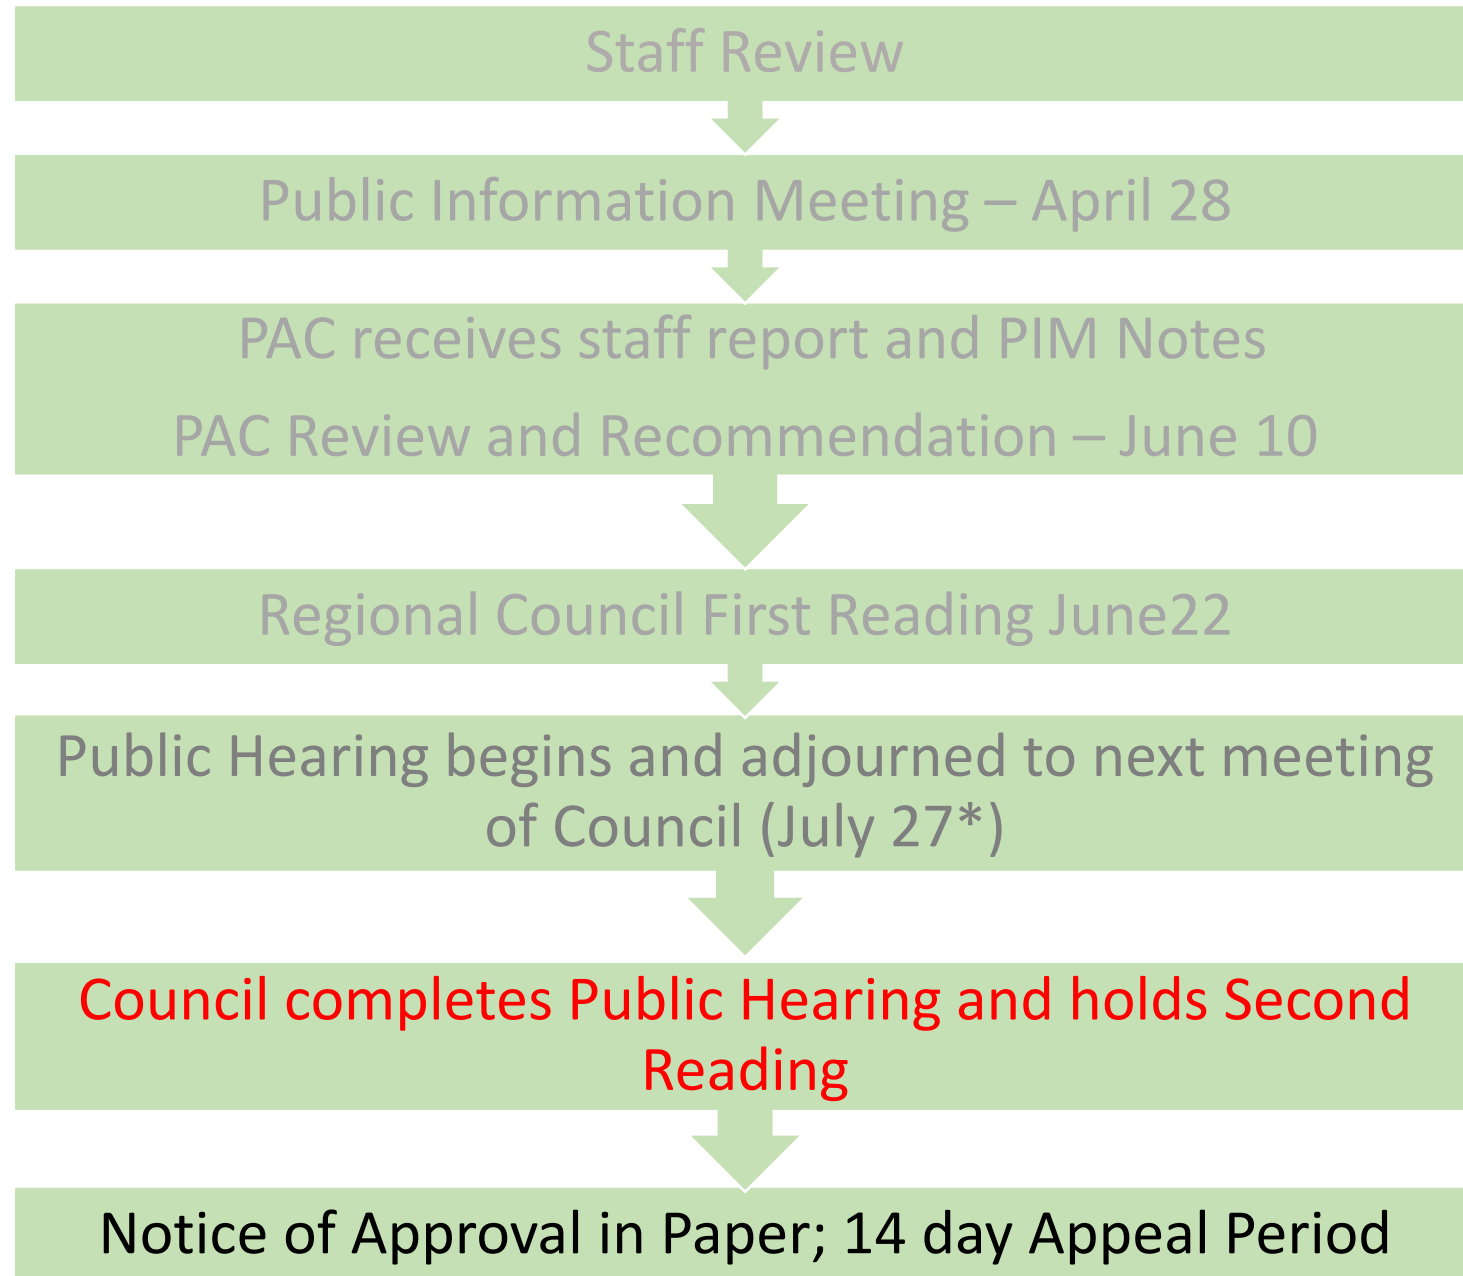 Staff Review
Public Information Meeting – April 28
PAC receives staff report and PIM Notes
PAC Review and Recommendation – June 10
Regional Council First Reading June22
Public Hearing begins and adjourned to next meeting
of Council (July 27*)
Council completes Public Hearing and holds Second
Reading
Notice of Approval in Paper; 14 day Appeal Period